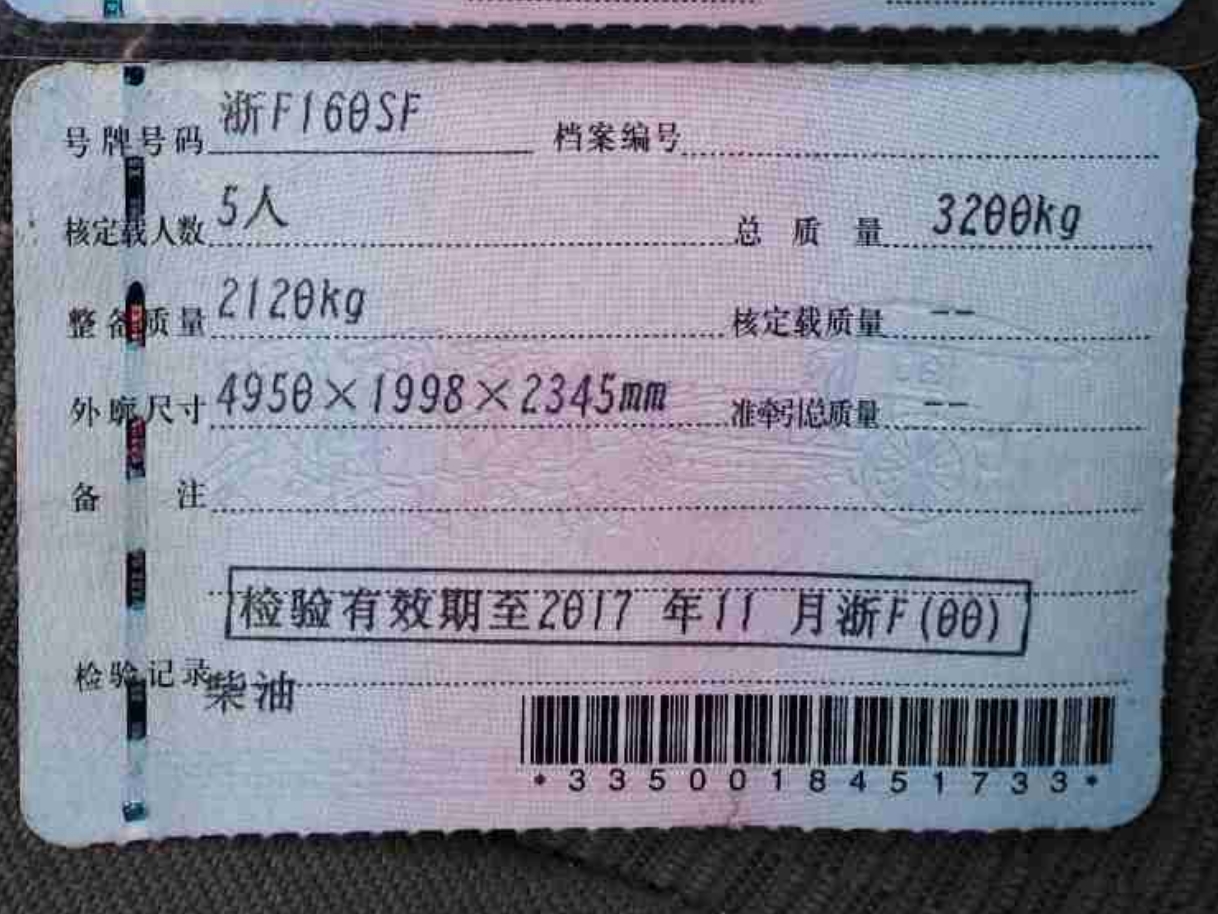 号牌号码 浙F160SF 档案编号
核定载人数 5人 总质量 3200kg
整备质量 2120kg 核定载质量 --
外廓尺寸 4950×1998×2345mm 准牵引总质量 --
备注
检验有效期至2017 年11 月浙F(00)
检验记录
柴油
*3350018451733*